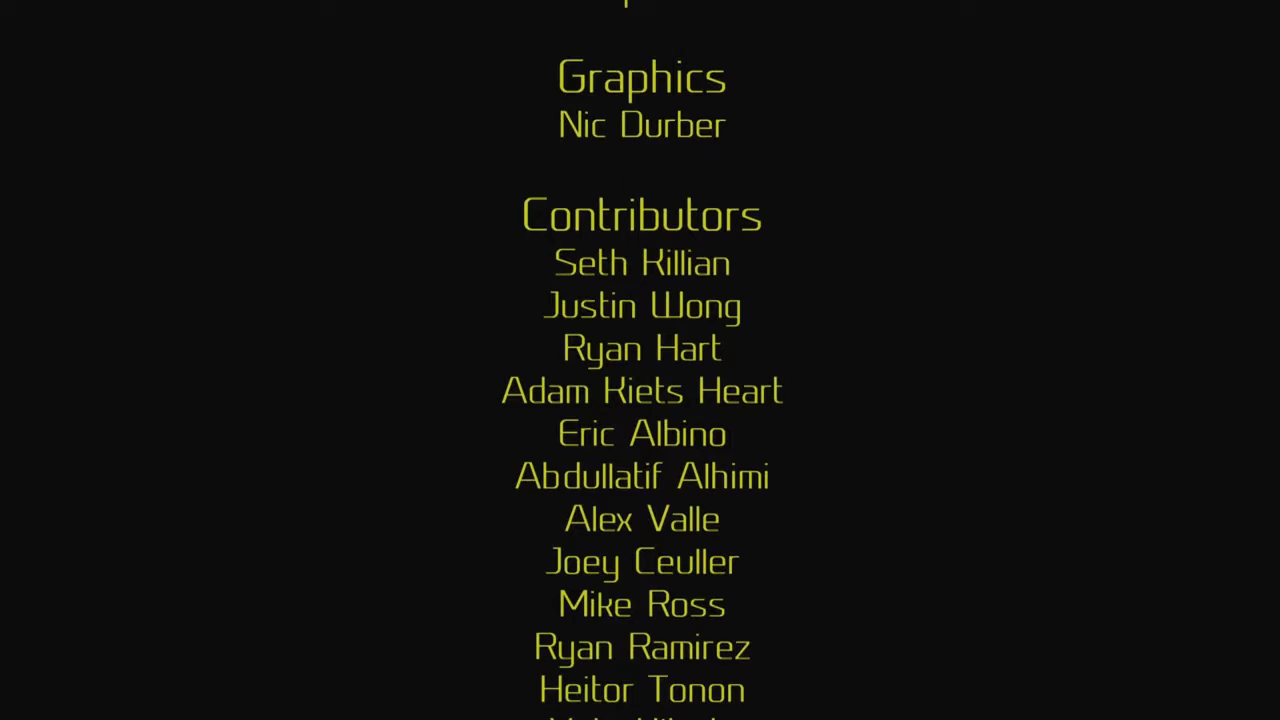 Graphics
Nic Durber
Contributors
Seth Killian
Justin Wong
Ryan Hart
Adam Kiets Heart
Eric Albino
Abdullatif Alhimi
Alex Valle
Joey Ceuller
Mike Ross
Ryan Ramirez
Heitor Tonon